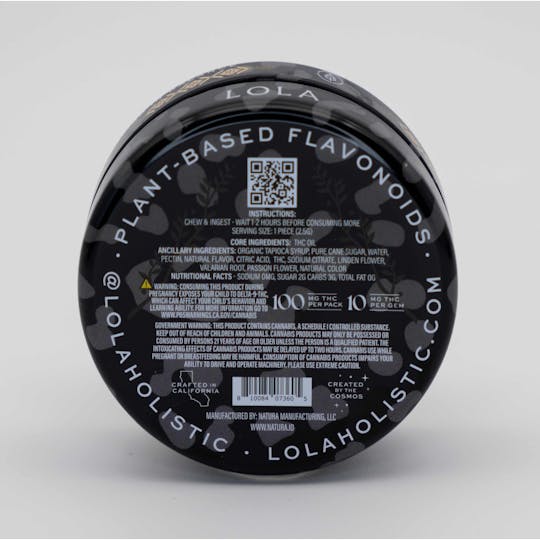 LOLA
· PLANT-BASED FLAVONOIDS ·
INSTRUCTIONS:
CHEW & INGEST - WAIT 1-2 HOURS BEFORE CONSUMING MORE
SERVING SIZE: 1 PIECE (2.5G)
CORE INGREDIENTS: THC OIL
ANCILLARY INGREDIENTS: ORGANIC TAPIOCA SYRUP, PURE CANE SUGAR, WATER,
PECTIN, NATURAL FLAVOR, CITRIC ACID, THC, SODIUM CITRATE, LINDEN FLOWER,
VALARIAN ROOT, PASSION FLOWER, NATURAL COLOR
NUTRITIONAL FACTS - SODIUM 0MG, SUGAR 2G CARBS 3G, TOTAL FAT 0G
WARNING: CONSUMING THIS PRODUCT DURING
PREGNANCY EXPOSES YOUR CHILD TO DELTA-9-THC,
WHICH CAN AFFECT YOUR CHILD'S BEHAVIOR AND
LEARNING ABILITY. FOR MORE INFORMATION GO TO
WWW.P65WARNINGS.CA.GOV/CANNABIS
100 MG THC PER PACK 10 MG THC PER GEM
GOVERNMENT WARNING: THIS PRODUCT CONTAINS CANNABIS, A SCHEDULE I CONTROLLED SUBSTANCE.
KEEP OUT OF REACH OF CHILDREN AND ANIMALS. CANNABIS PRODUCTS MAY ONLY BE POSSESSED OR
CONSUMED BY PERSONS 21 YEARS OF AGE OR OLDER UNLESS THE PERSON IS A QUALIFIED PATIENT. THE
INTOXICATING EFFECTS OF CANNABIS PRODUCTS MAY BE DELAYED UP TO TWO HOURS. CANNABIS USE WHILE
PREGNANT OR BREASTFEEDING MAY BE HARMFUL. CONSUMPTION OF CANNABIS PRODUCTS IMPAIRS YOUR
ABILITY TO DRIVE AND OPERATE MACHINERY. PLEASE USE EXTREME CAUTION.
CRAFTED IN
CALIFORNIA
8 10084 07360 5
CREATED
BY THE
COSMOS
MANUFACTURED BY: NATURA MANUFACTURING, LLC
WWW.NATURA.IO
@LOLAHOLISTIC · LOLAHOLISTIC.COM